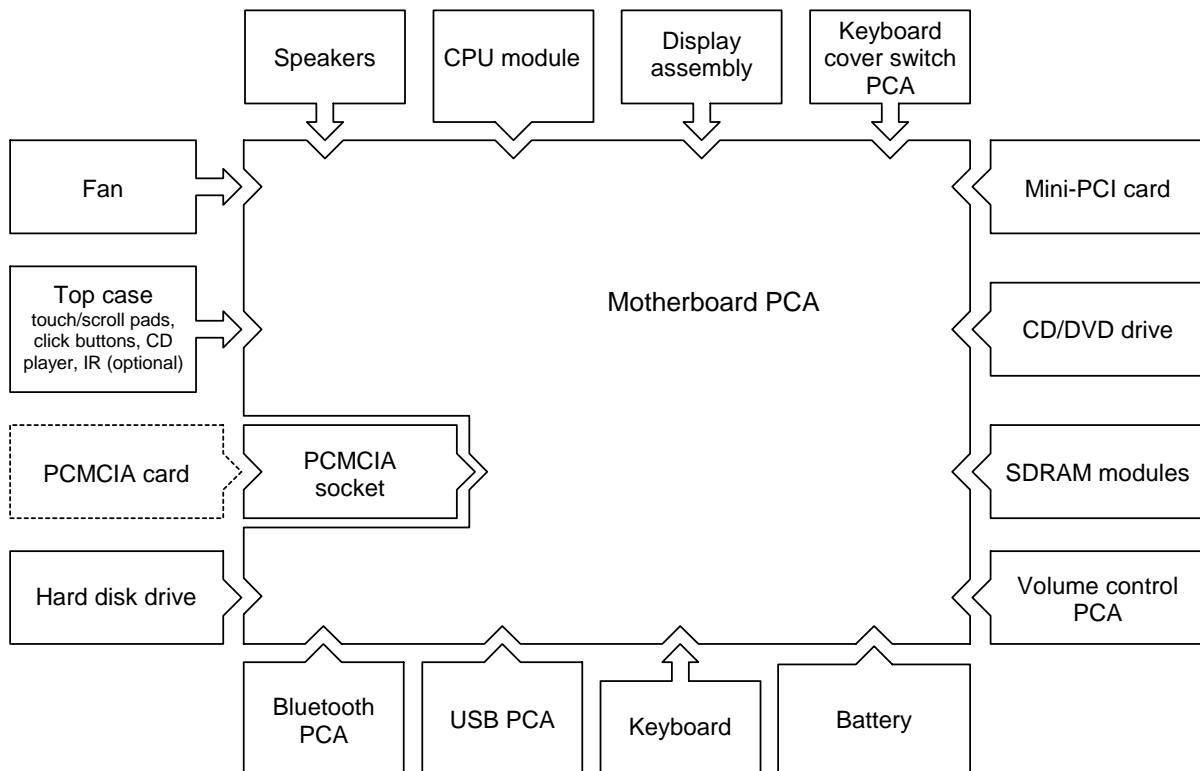 Speakers
CPU module
Display
assembly
Keyboard
cover switch
PCA
Fan
Mini-PCI card
Top case
touch/scroll pads,
click buttons, CD
player, IR (optional)
Motherboard PCA
CD/DVD drive
PCMCIA card
PCMCIA
socket
SDRAM modules
Hard disk drive
Volume control
PCA
Bluetooth
PCA
USB PCA
Keyboard
Battery